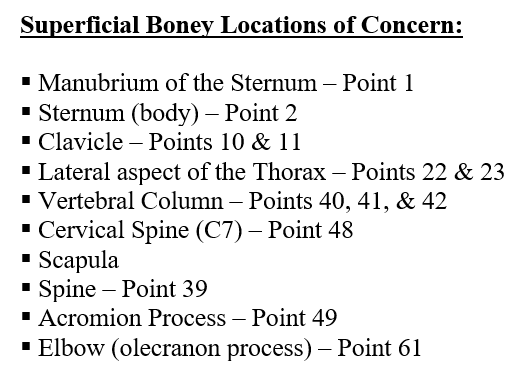 Superficial Boney Locations of Concern:
▪ Manubrium of the Sternum – Point 1
▪ Sternum (body) – Point 2
▪ Clavicle – Points 10 & 11
▪ Lateral aspect of the Thorax – Points 22 & 23
▪ Vertebral Column – Points 40, 41, & 42
▪ Cervical Spine (C7) – Point 48
▪ Scapula
▪ Spine – Point 39
▪ Acromion Process – Point 49
▪ Elbow (olecranon process) – Point 61